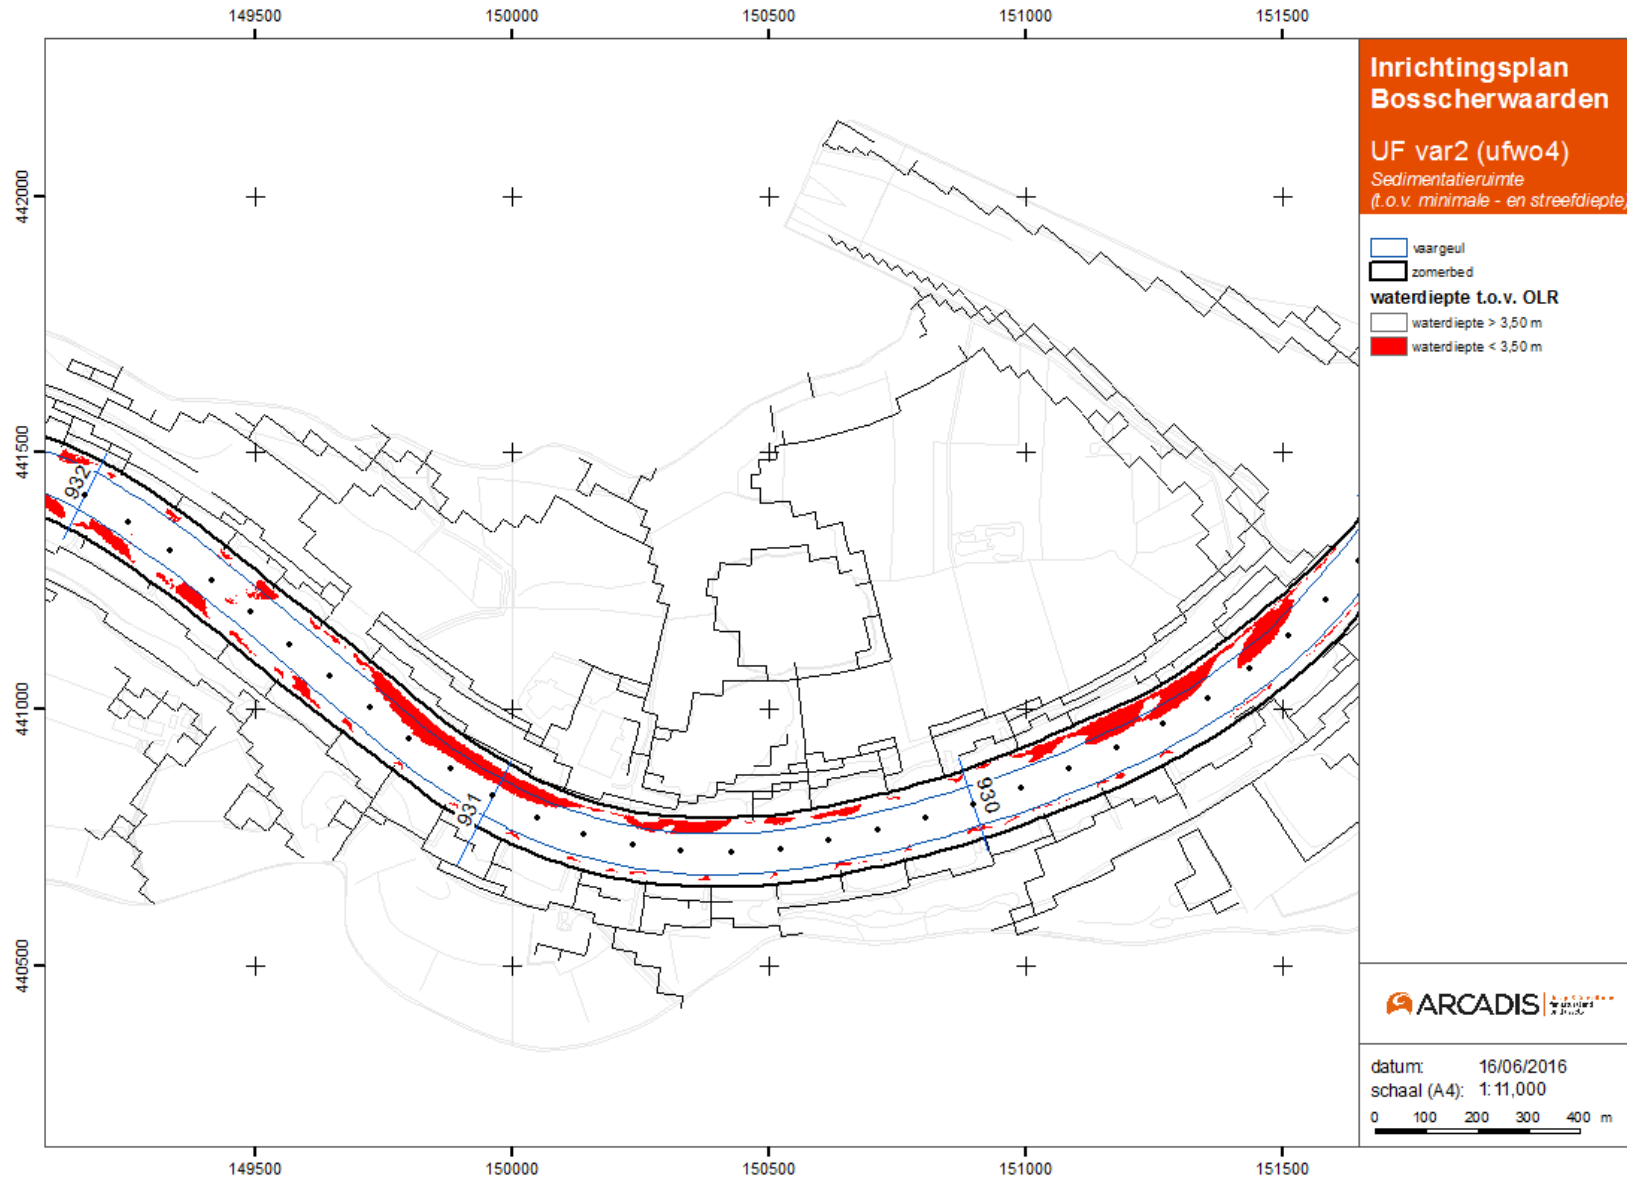 149500 150000 150500 151000 151500
Inrichtingsplan
Bosscherwaarden
UF var2 (ufwo4)
Sedimentatieruimte
(t.o.v. minimale - en streefdiepte)
vaargeul
zomerbed
waterdiepte t.o.v. OLR
waterdiepte > 3,50 m
waterdiepte < 3,50 m
442000
441500
441000
440500
932
931
930
ARCADIS
datum: 16/06/2016
schaal (A4): 1:11,000
0 100 200 300 400 m
149500 150000 150500 151000 151500